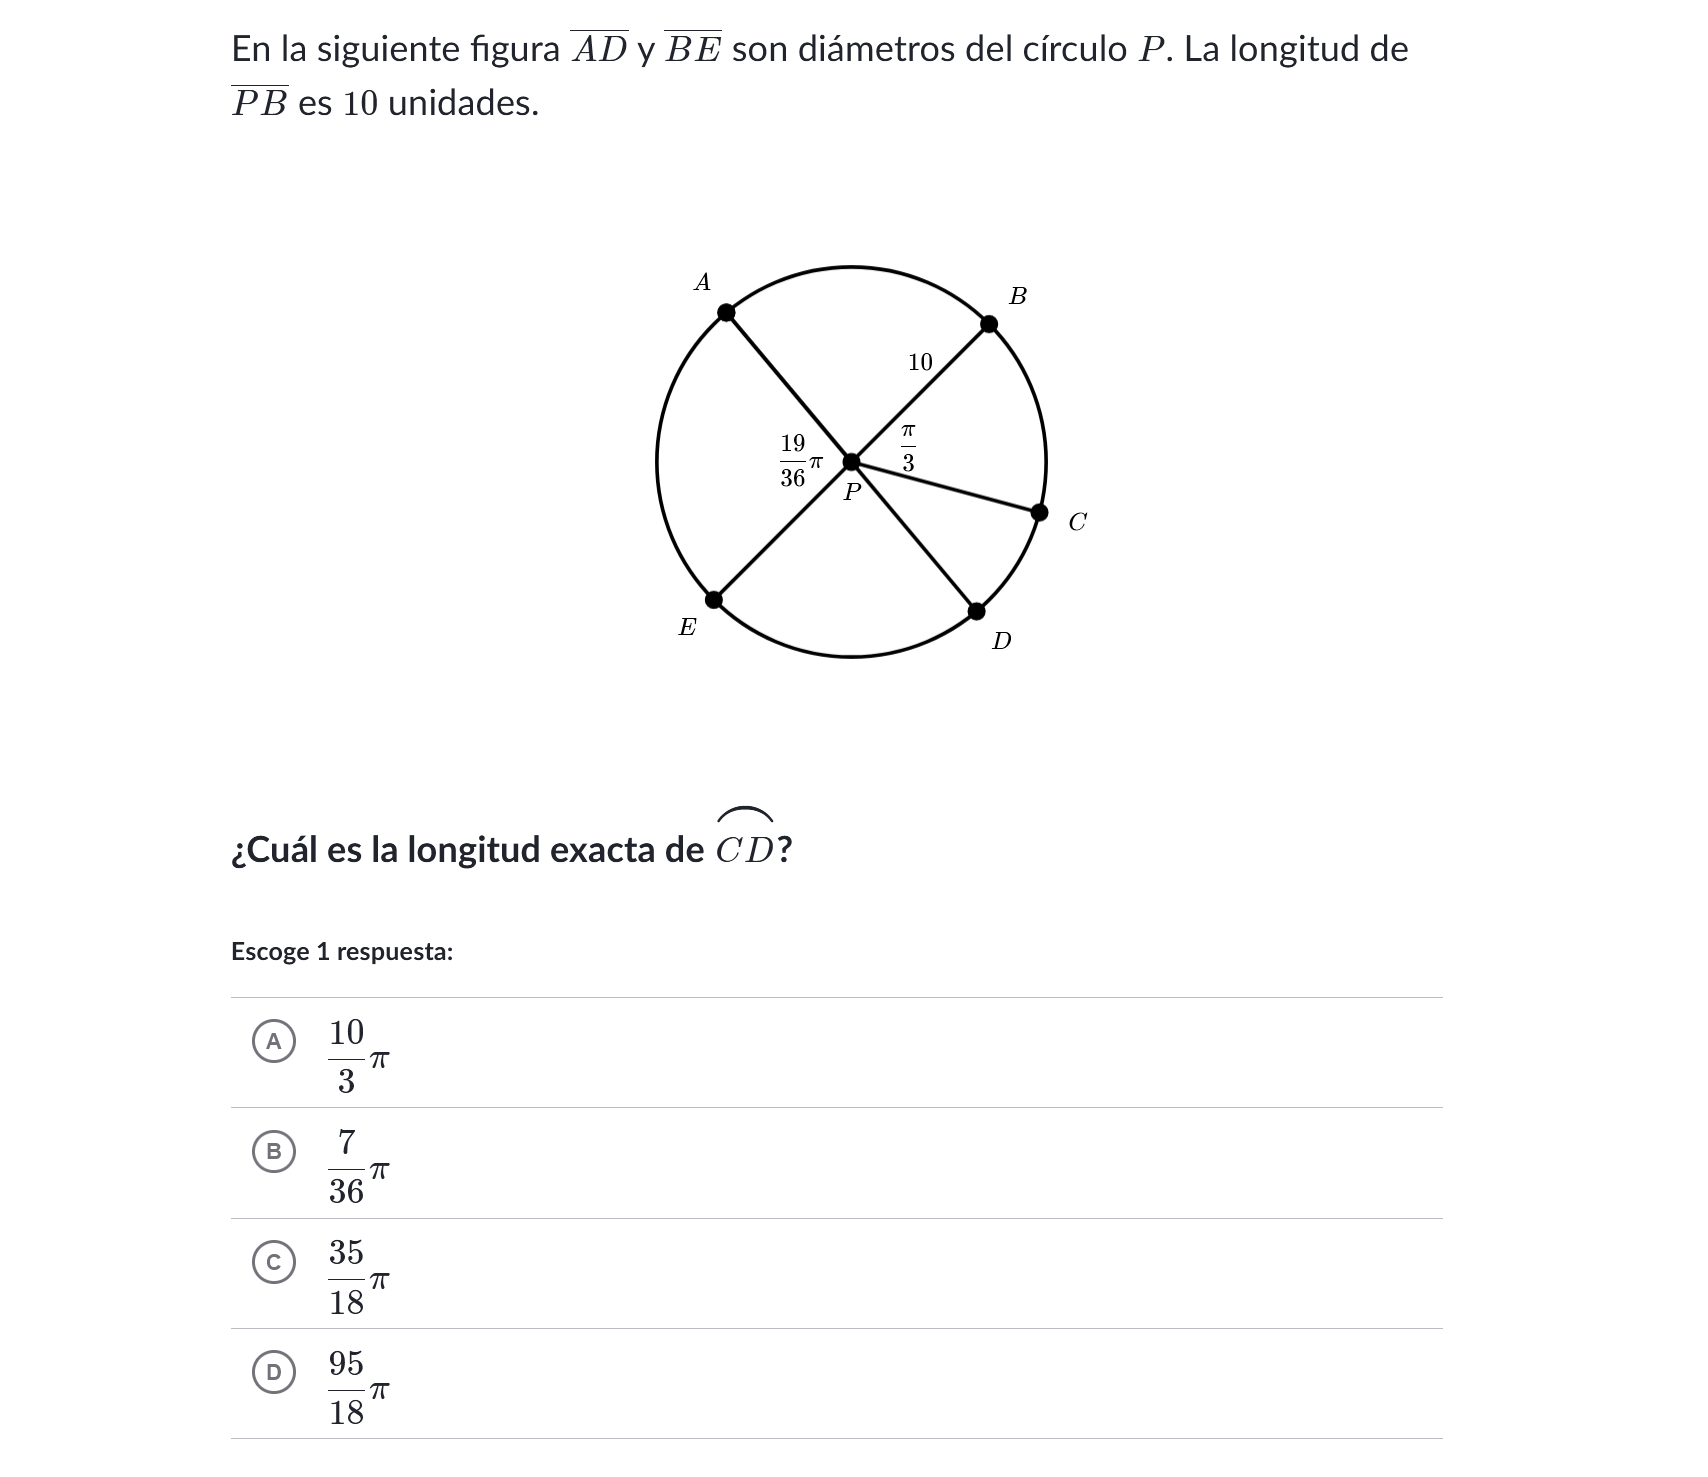 En la siguiente figura $\overline{AD}$ y $\overline{BE}$ son diámetros del círculo $P$. La longitud de
$\overline{PB}$ es 10 unidades.
A
B
10
$\frac{19}{36}\pi$
$\frac{\pi}{3}$
P
C
E
D
¿Cuál es la longitud exacta de $\overset{\frown}{CD}$?
Escoge 1 respuesta:
A $\frac{10}{3}\pi$
B $\frac{7}{36}\pi$
C $\frac{35}{18}\pi$
D $\frac{95}{18}\pi$